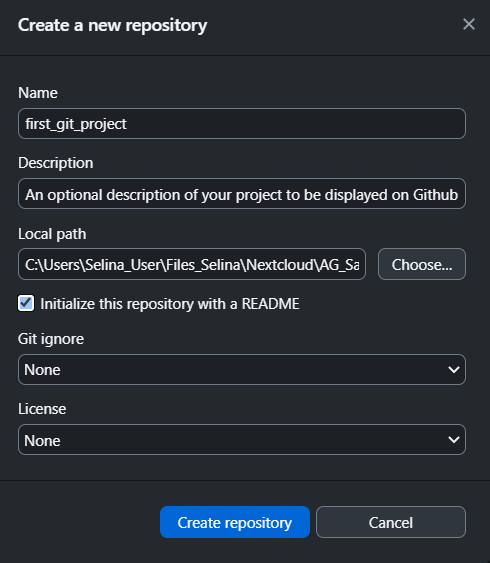 Create a new repository
Name
first_git_project
Description
An optional description of your project to be displayed on Github
Local path
C:\Users\Selina_User\Files_Selina\Nextcloud\AG_Sa
Choose...
Initialize this repository with a README
Git ignore
None
License
None
Create repository
Cancel